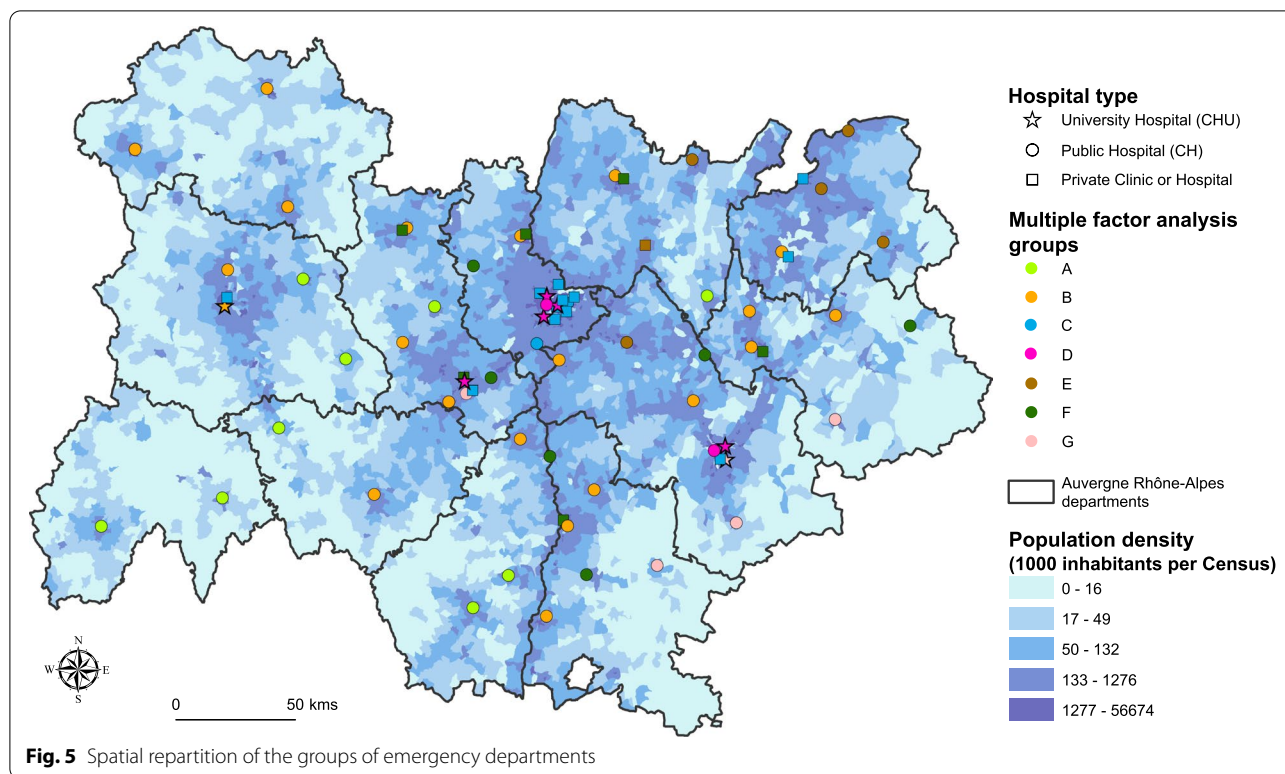 Hospital type
University Hospital (CHU)
Public Hospital (CH)
Private Clinic or Hospital
Multiple factor analysis
groups
A
B
C
D
E
F
G
Auvergne Rhône-Alpes
departments
Population density
(1000 inhabitants per Census)
0 - 16
17 - 49
50 - 132
133 - 1276
1277 - 56674
N
W E
S
0 50 kms
Fig. 5 Spatial repartition of the groups of emergency departments